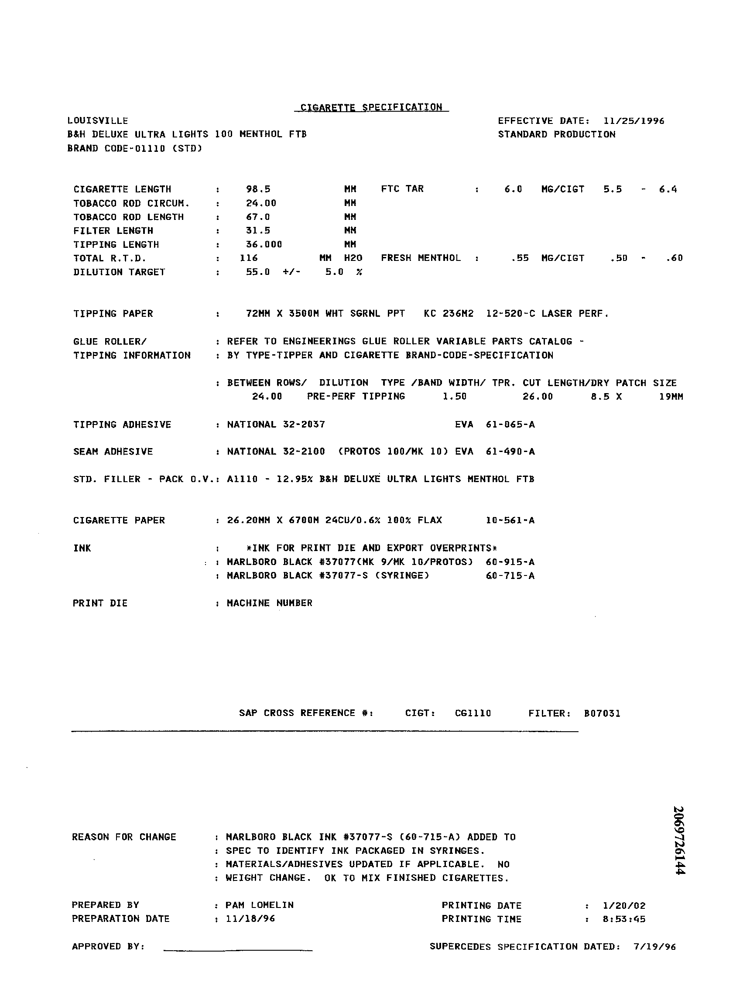 CIGARETTE SPECIFICATION
LOUISVILLE EFFECTIVE DATE: 11/25/1996
B&H DELUXE ULTRA LIGHTS 100 MENTHOL FTB STANDARD PRODUCTION
BRAND CODE-01110 (STD)
CIGARETTE LENGTH : 98.5 MM FTC TAR : 6.0 MG/CIGT 5.5 - 6.4
TOBACCO ROD CIRCUM. : 24.00 MM
TOBACCO ROD LENGTH : 67.0 MM
FILTER LENGTH : 31.5 MM
TIPPING LENGTH : 36.000 MM
TOTAL R.T.D. : 116 MM H2O FRESH MENTHOL : .55 MG/CIGT .50 - .60
DILUTION TARGET : 55.0 +/- 5.0 %
TIPPING PAPER : 72MM X 3500M WHT SGRNL PPT KC 236M2 12-520-C LASER PERF.
GLUE ROLLER/ : REFER TO ENGINEERINGS GLUE ROLLER VARIABLE PARTS CATALOG -
TIPPING INFORMATION : BY TYPE-TIPPER AND CIGARETTE BRAND-CODE-SPECIFICATION
: BETWEEN ROWS/ DILUTION TYPE /BAND WIDTH/ TPR. CUT LENGTH/DRY PATCH SIZE
24.00 PRE-PERF TIPPING 1.50 26.00 8.5 X 19MM
TIPPING ADHESIVE : NATIONAL 32-2037 EVA 61-065-A
SEAM ADHESIVE : NATIONAL 32-2100 (PROTOS 100/MK 10) EVA 61-490-A
STD. FILLER - PACK O.V.: A1110 - 12.95% B&H DELUXE ULTRA LIGHTS MENTHOL FTB
CIGARETTE PAPER : 26.20MM X 6700M 24CU/0.6% 100% FLAX 10-561-A
INK : *INK FOR PRINT DIE AND EXPORT OVERPRINTS*
: : MARLBORO BLACK #37077(MK 9/MK 10/PROTOS) 60-915-A
: MARLBORO BLACK #37077-S (SYRINGE) 60-715-A
PRINT DIE : MACHINE NUMBER
SAP CROSS REFERENCE #: CIGT: CG1110 FILTER: B07031
REASON FOR CHANGE : MARLBORO BLACK INK #37077-S (60-715-A) ADDED TO
: SPEC TO IDENTIFY INK PACKAGED IN SYRINGES.
: MATERIALS/ADHESIVES UPDATED IF APPLICABLE. NO
: WEIGHT CHANGE. OK TO MIX FINISHED CIGARETTES.
PREPARED BY : PAM LOMELIN PRINTING DATE : 1/20/02
PREPARATION DATE : 11/18/96 PRINTING TIME : 8:53:45
APPROVED BY: SUPERCEDES SPECIFICATION DATED: 7/19/96
2069726144